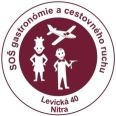 SOŠ gastronómie a cestovného ruchu
Levická 40
Nitra